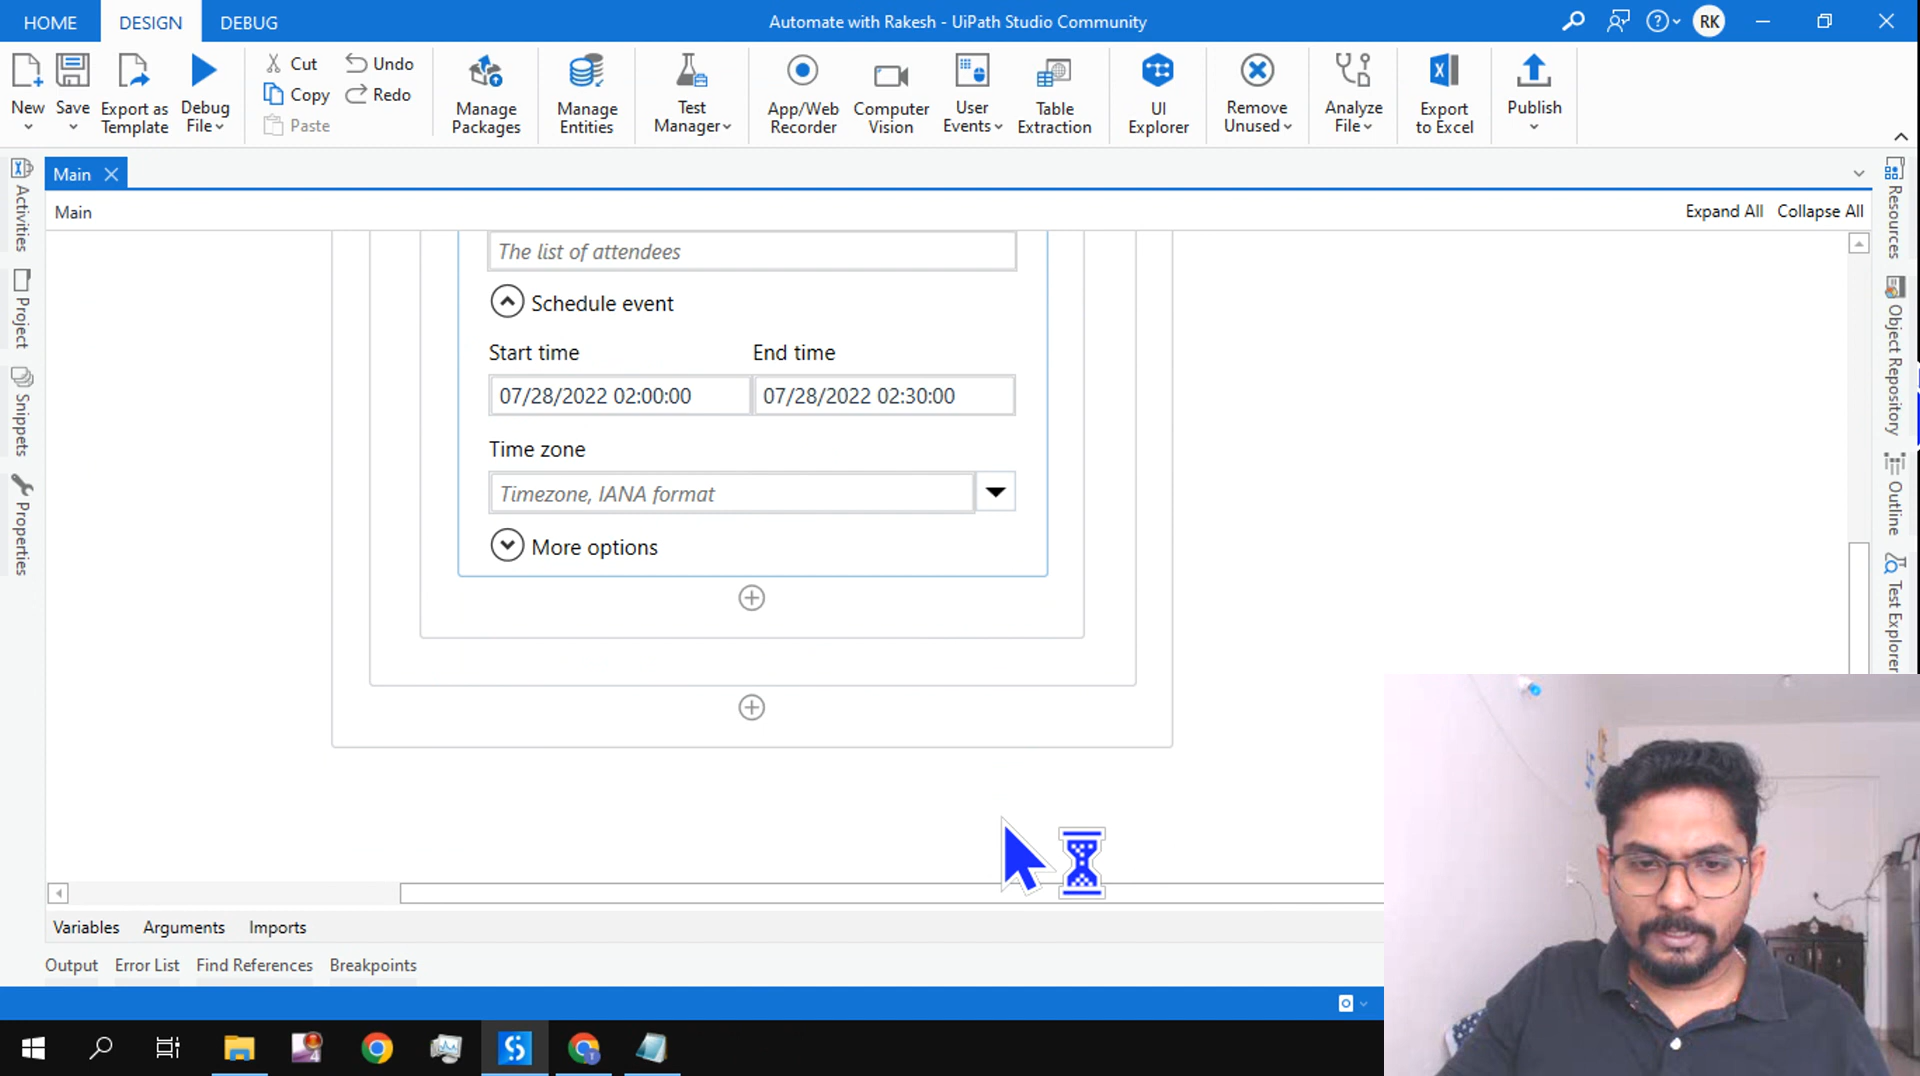 HOME DESIGN DEBUG Automate with Rakesh - UiPath Studio Community RK
New Save Export as Template Debug File
Cut Undo
Copy Redo
Paste
Manage Packages
Manage Entities
Test Manager
App/Web Recorder
Computer Vision
User Events
Table Extraction
UI Explorer
Remove Unused
Analyze File
Export to Excel
Publish
Main
Main Expand All Collapse All
Activities
Project
Snippets
Properties
The list of attendees
Schedule event
Start time End time
07/28/2022 02:00:00 07/28/2022 02:30:00
Time zone
Timezone, IANA format
More options
Resources
Object Repository
Outline
Test Explorer
Variables Arguments Imports
Output Error List Find References Breakpoints